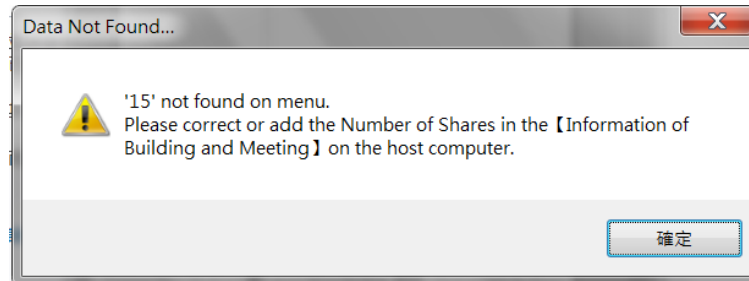 Data Not Found...
'15' not found on menu.
Please correct or add the Number of Shares in the【Information of
Building and Meeting】on the host computer.
確定